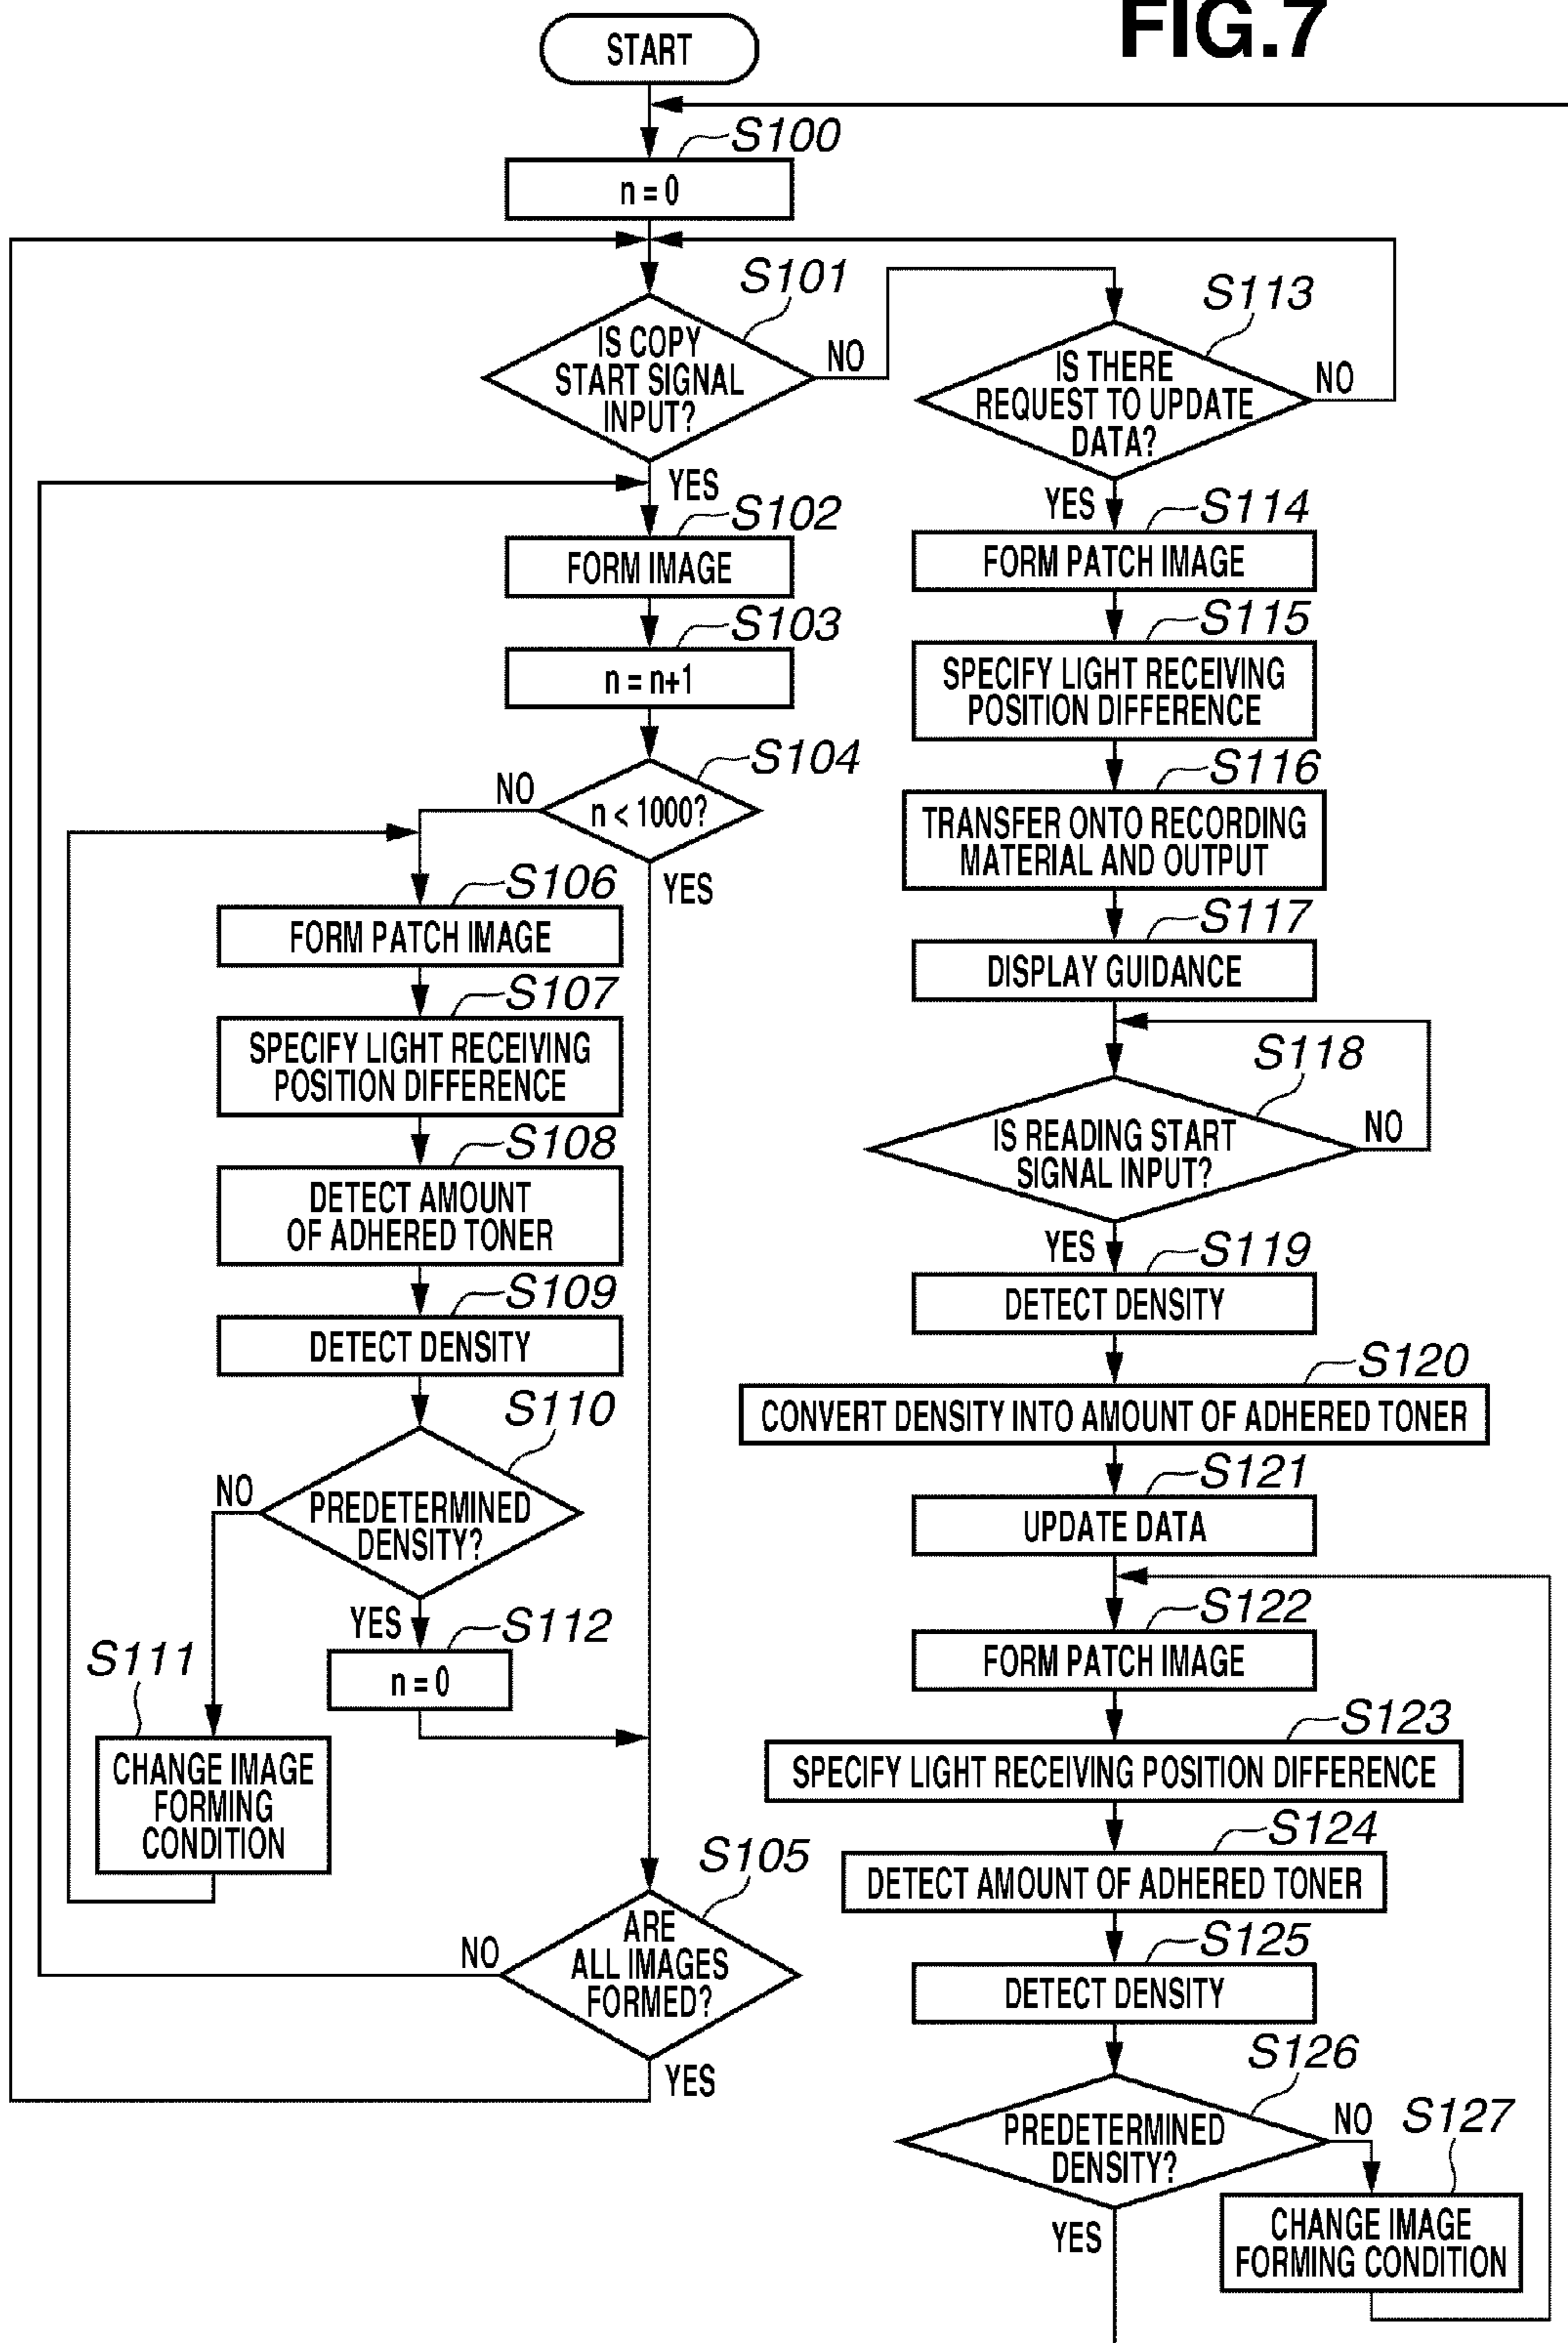 FIG.7
START
S100
n = 0
S101
IS COPY
START SIGNAL
INPUT?
NO
YES
S102
FORM IMAGE
S103
n = n+1
S104
n < 1000?
NO
YES
S106
FORM PATCH IMAGE
S107
SPECIFY LIGHT RECEIVING
POSITION DIFFERENCE
S108
DETECT AMOUNT
OF ADHERED TONER
S109
DETECT DENSITY
S110
PREDETERMINED
DENSITY?
NO
YES
S112
n = 0
S111
CHANGE IMAGE
FORMING
CONDITION
S105
ARE
ALL IMAGES
FORMED?
NO
YES
S113
IS THERE
REQUEST TO UPDATE
DATA?
NO
YES
S114
FORM PATCH IMAGE
S115
SPECIFY LIGHT RECEIVING
POSITION DIFFERENCE
S116
TRANSFER ONTO RECORDING
MATERIAL AND OUTPUT
S117
DISPLAY GUIDANCE
S118
IS READING START
SIGNAL INPUT?
NO
YES
S119
DETECT DENSITY
S120
CONVERT DENSITY INTO AMOUNT OF ADHERED TONER
S121
UPDATE DATA
S122
FORM PATCH IMAGE
S123
SPECIFY LIGHT RECEIVING POSITION DIFFERENCE
S124
DETECT AMOUNT OF ADHERED TONER
S125
DETECT DENSITY
S126
PREDETERMINED
DENSITY?
NO
YES
S127
CHANGE IMAGE
FORMING CONDITION